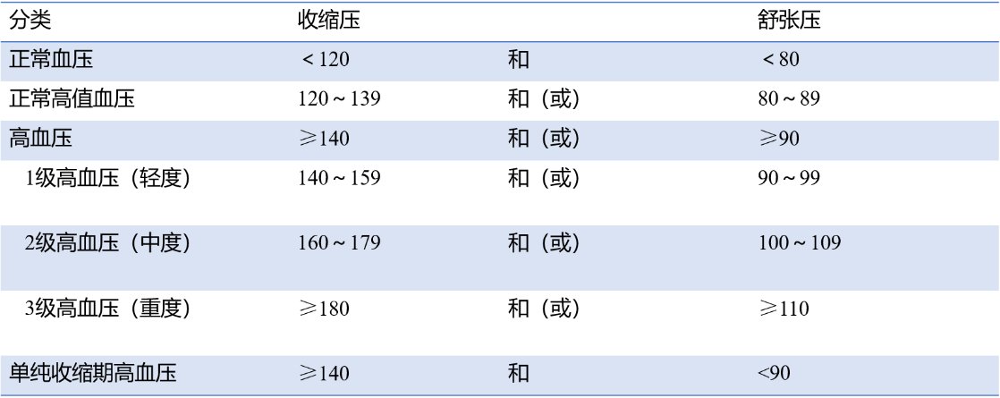 分类 收缩压 舒张压
正常血压 ＜120 和 ＜80
正常高值血压 120～139 和（或） 80～89
高血压 ≥140 和（或） ≥90
1级高血压（轻度） 140～159 和（或） 90～99
2级高血压（中度） 160～179 和（或） 100～109
3级高血压（重度） ≥180 和（或） ≥110
单纯收缩期高血压 ≥140 和 <90